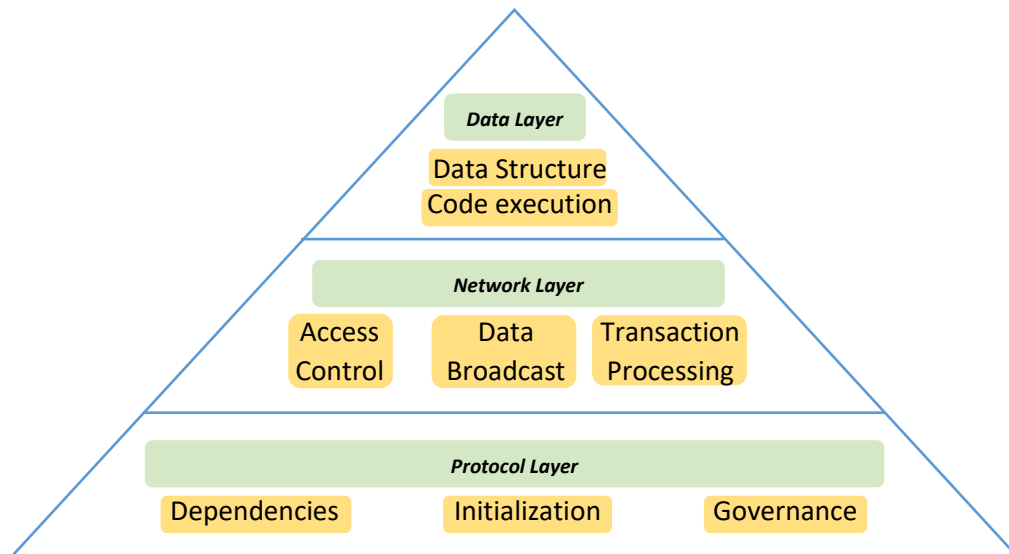 Data Layer
Data Structure
Code execution
Network Layer
Access Control
Data Broadcast
Transaction Processing
Protocol Layer
Dependencies
Initialization
Governance